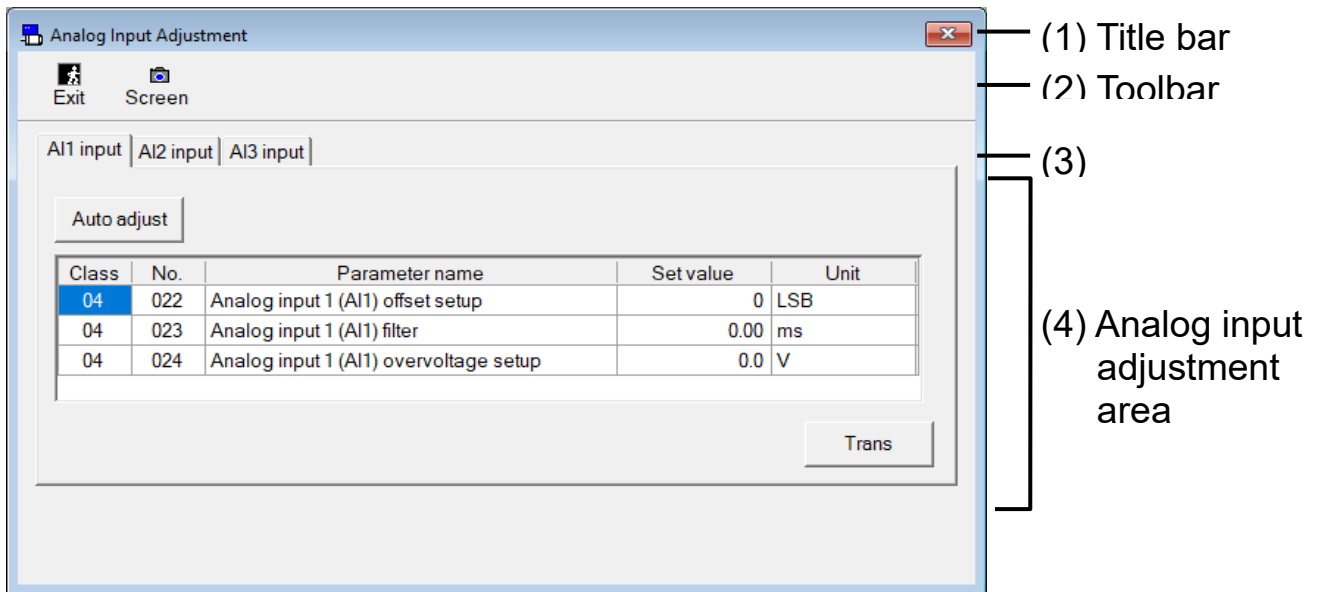 Analog Input Adjustment
(1) Title bar
Exit Screen
(2) Toolbar
AI1 input AI2 input AI3 input
(3)
Auto adjust
Class No. Parameter name Set value Unit
04 022 Analog input 1 (AI1) offset setup 0 LSB
04 023 Analog input 1 (AI1) filter 0.00 ms
04 024 Analog input 1 (AI1) overvoltage setup 0.0 V
Trans
(4) Analog input
adjustment
area